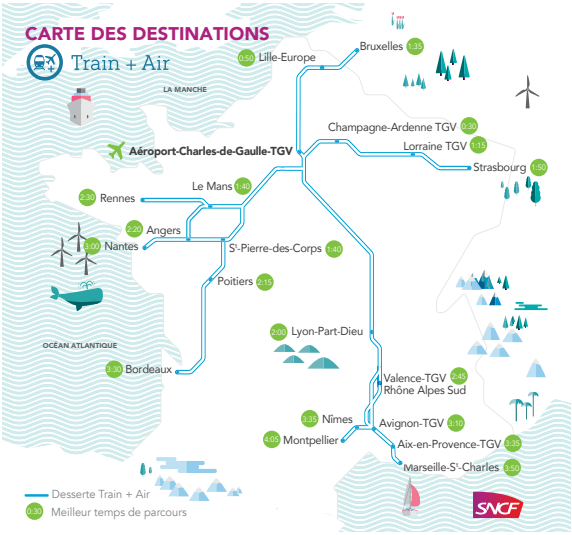 CARTE DES DESTINATIONS
Train + Air
LA MANCHE
0:50 Lille-Europe
Bruxelles 1:35
Aéroport-Charles-de-Gaulle-TGV
Champagne-Ardenne TGV 0:30
Lorraine TGV 1:15
Strasbourg 1:50
Le Mans 1:40
2:30 Rennes
2:20 Angers
3:00 Nantes
Sᵗ-Pierre-des-Corps 1:40
Poitiers 2:15
2:00 Lyon-Part-Dieu
OCÉAN ATLANTIQUE
3:30 Bordeaux
Valence-TGV 2:45
Rhône Alpes Sud
3:35 Nîmes
Avignon-TGV 3:10
4:05 Montpellier
Aix-en-Provence-TGV 3:35
Marseille-Sᵗ-Charles 3:50
Desserte Train + Air
0:30 Meilleur temps de parcours
SNCF